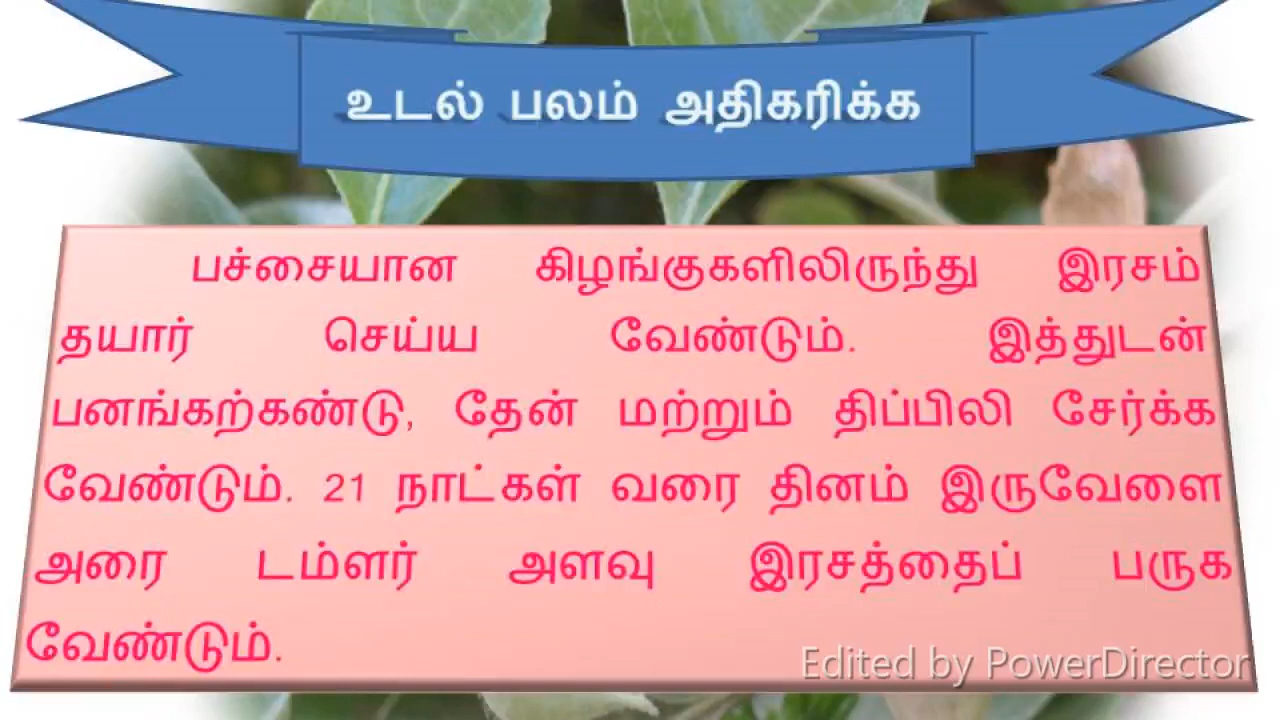 உடல் பலம் அதிகரிக்க
பச்சையான கிழங்குகளிலிருந்து இரசம்
தயார் செய்ய வேண்டும். இத்துடன்
பனங்கற்கண்டு, தேன் மற்றும் திப்பிலி சேர்க்க
வேண்டும். 21 நாட்கள் வரை தினம் இருவேளை
அரை டம்ளர் அளவு இரசத்தைப் பருக
வேண்டும்.
Edited by PowerDirector